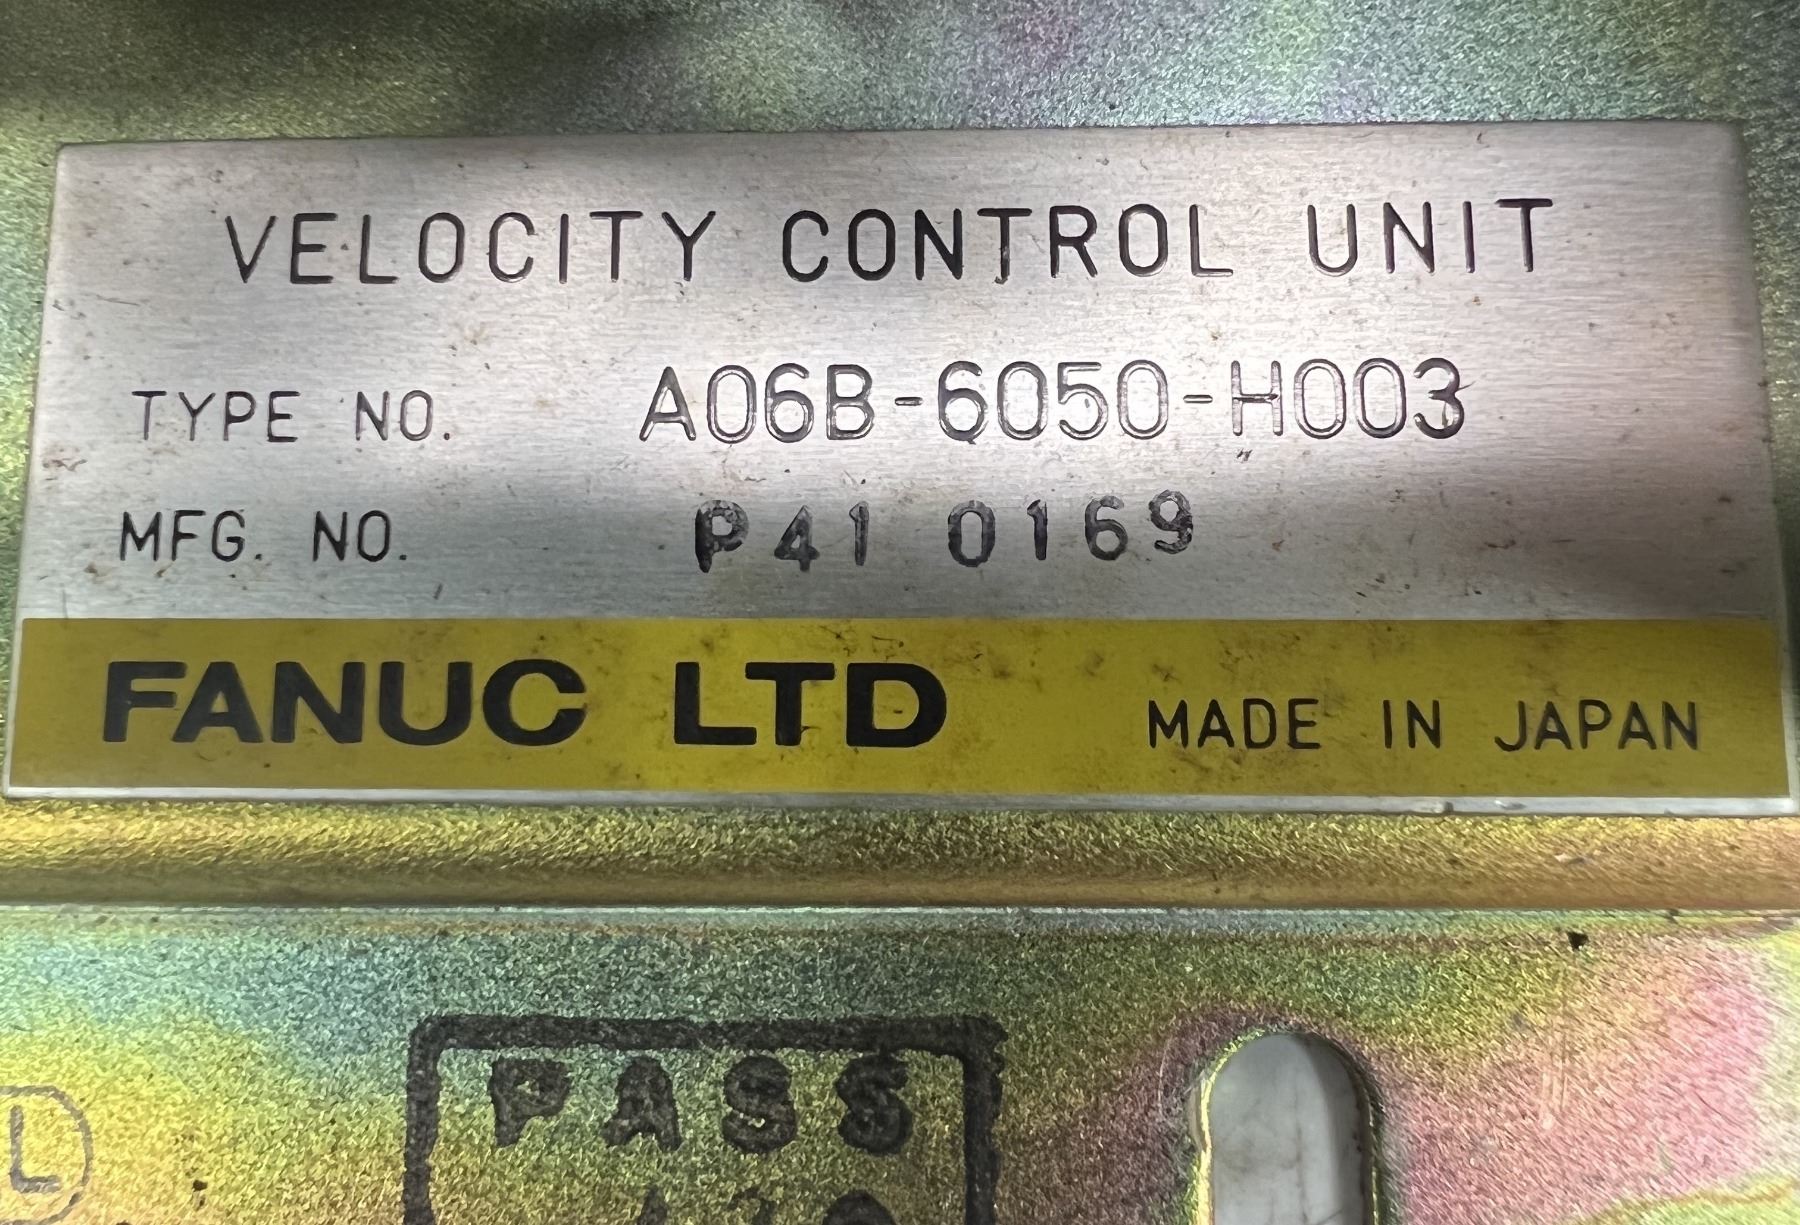 VELOCITY CONTROL UNIT
TYPE NO. A06B-6050-H003
MFG. NO. P41 0169
FANUC LTD MADE IN JAPAN
PASS
L